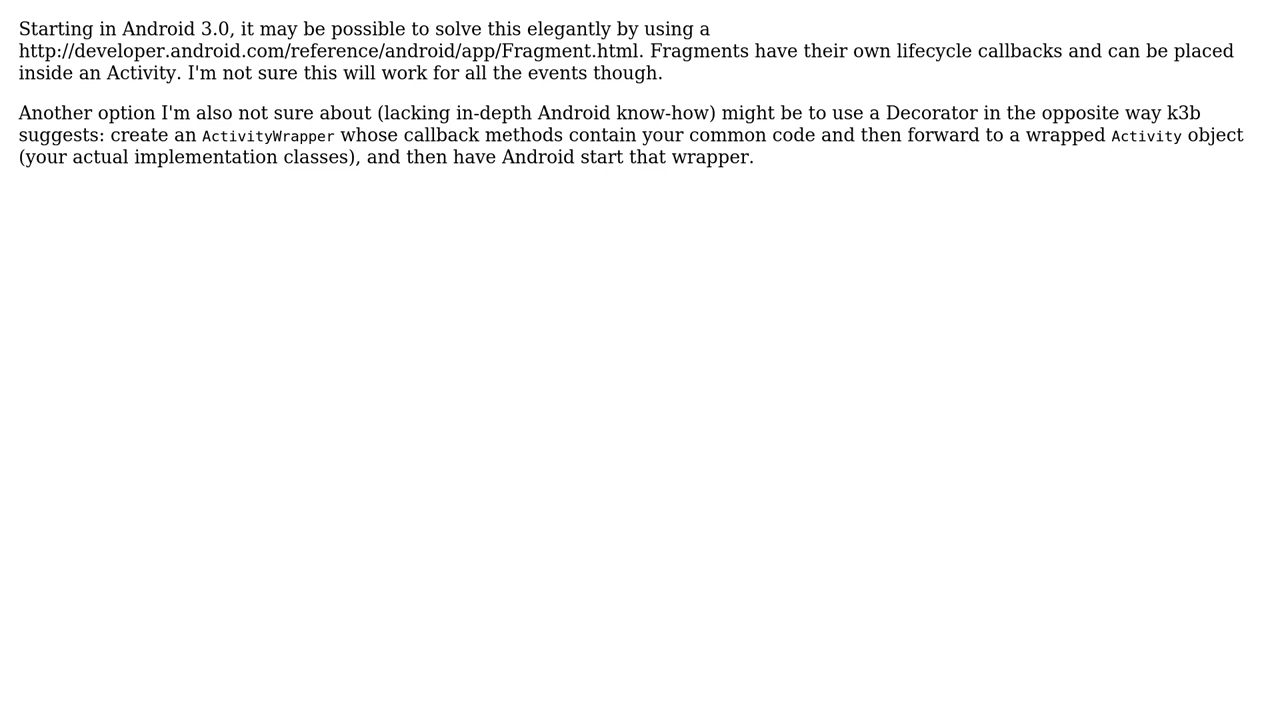 Starting in Android 3.0, it may be possible to solve this elegantly by using a
http://developer.android.com/reference/android/app/Fragment.html. Fragments have their own lifecycle callbacks and can be placed
inside an Activity. I'm not sure this will work for all the events though.
Another option I'm also not sure about (lacking in-depth Android know-how) might be to use a Decorator in the opposite way k3b
suggests: create an ActivityWrapper whose callback methods contain your common code and then forward to a wrapped Activity object
(your actual implementation classes), and then have Android start that wrapper.